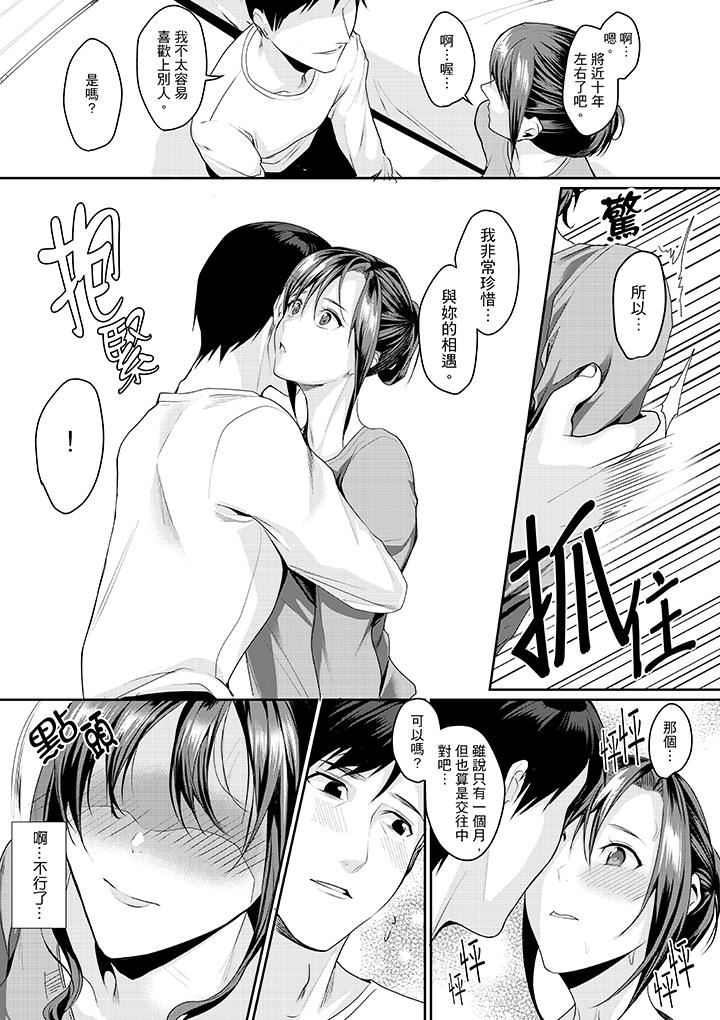 啊…
嗯。
將近十年
左右了吧。
啊…喔…
我不太容易
喜歡上別人。
是嗎？
驚
所以…
抓住
我非常珍惜…
與妳的相遇。
抱緊
！
那個…
怦怦
雖說只有一個月，
但也算是交往中
對吧…
可以嗎？
怦怦
怦怦
點頭
啊…不行了…